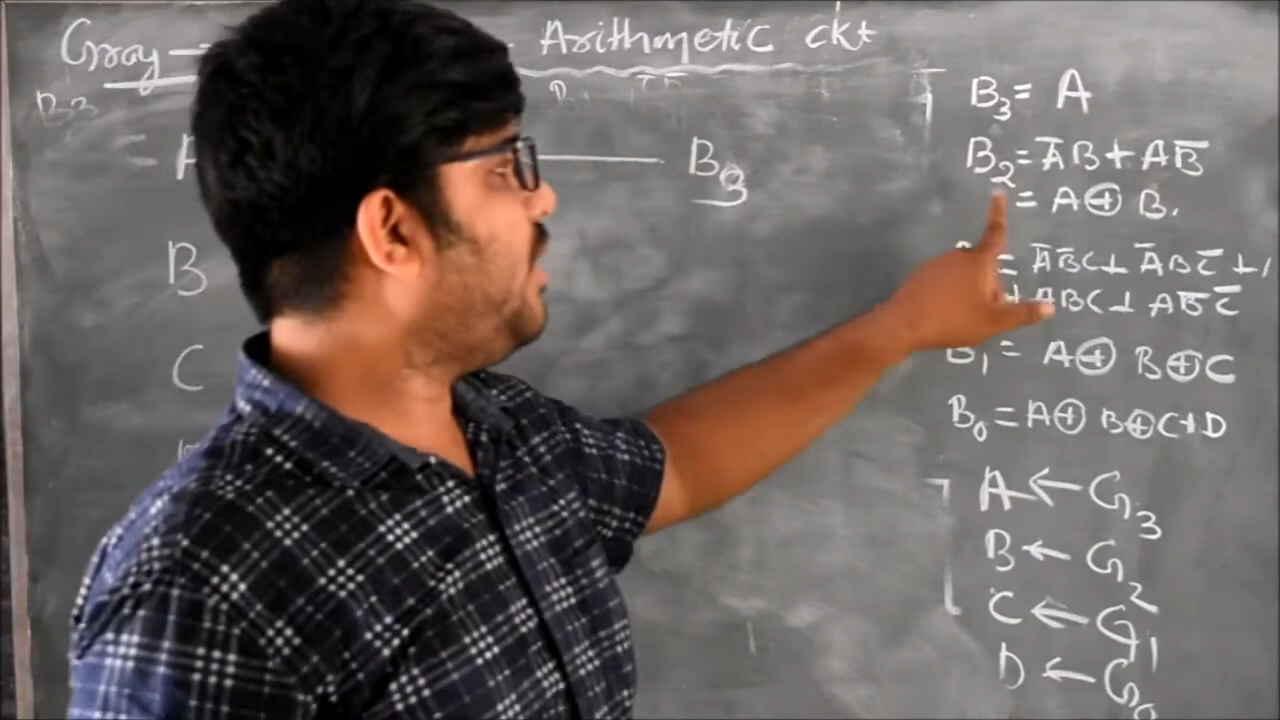 Gray Arithmetic ckt
B3
A B3
B
C
B3 = A
B2 = A̅B + AB̅
= A ⊕ B.
= A̅B̅C + A̅BC̅ +
+ ABC + AB̅C̅
B1 = A ⊕ B ⊕ C
B0 = A ⊕ B ⊕ C + D
A ← G3
B ← G2
C ← G1
D ← G0